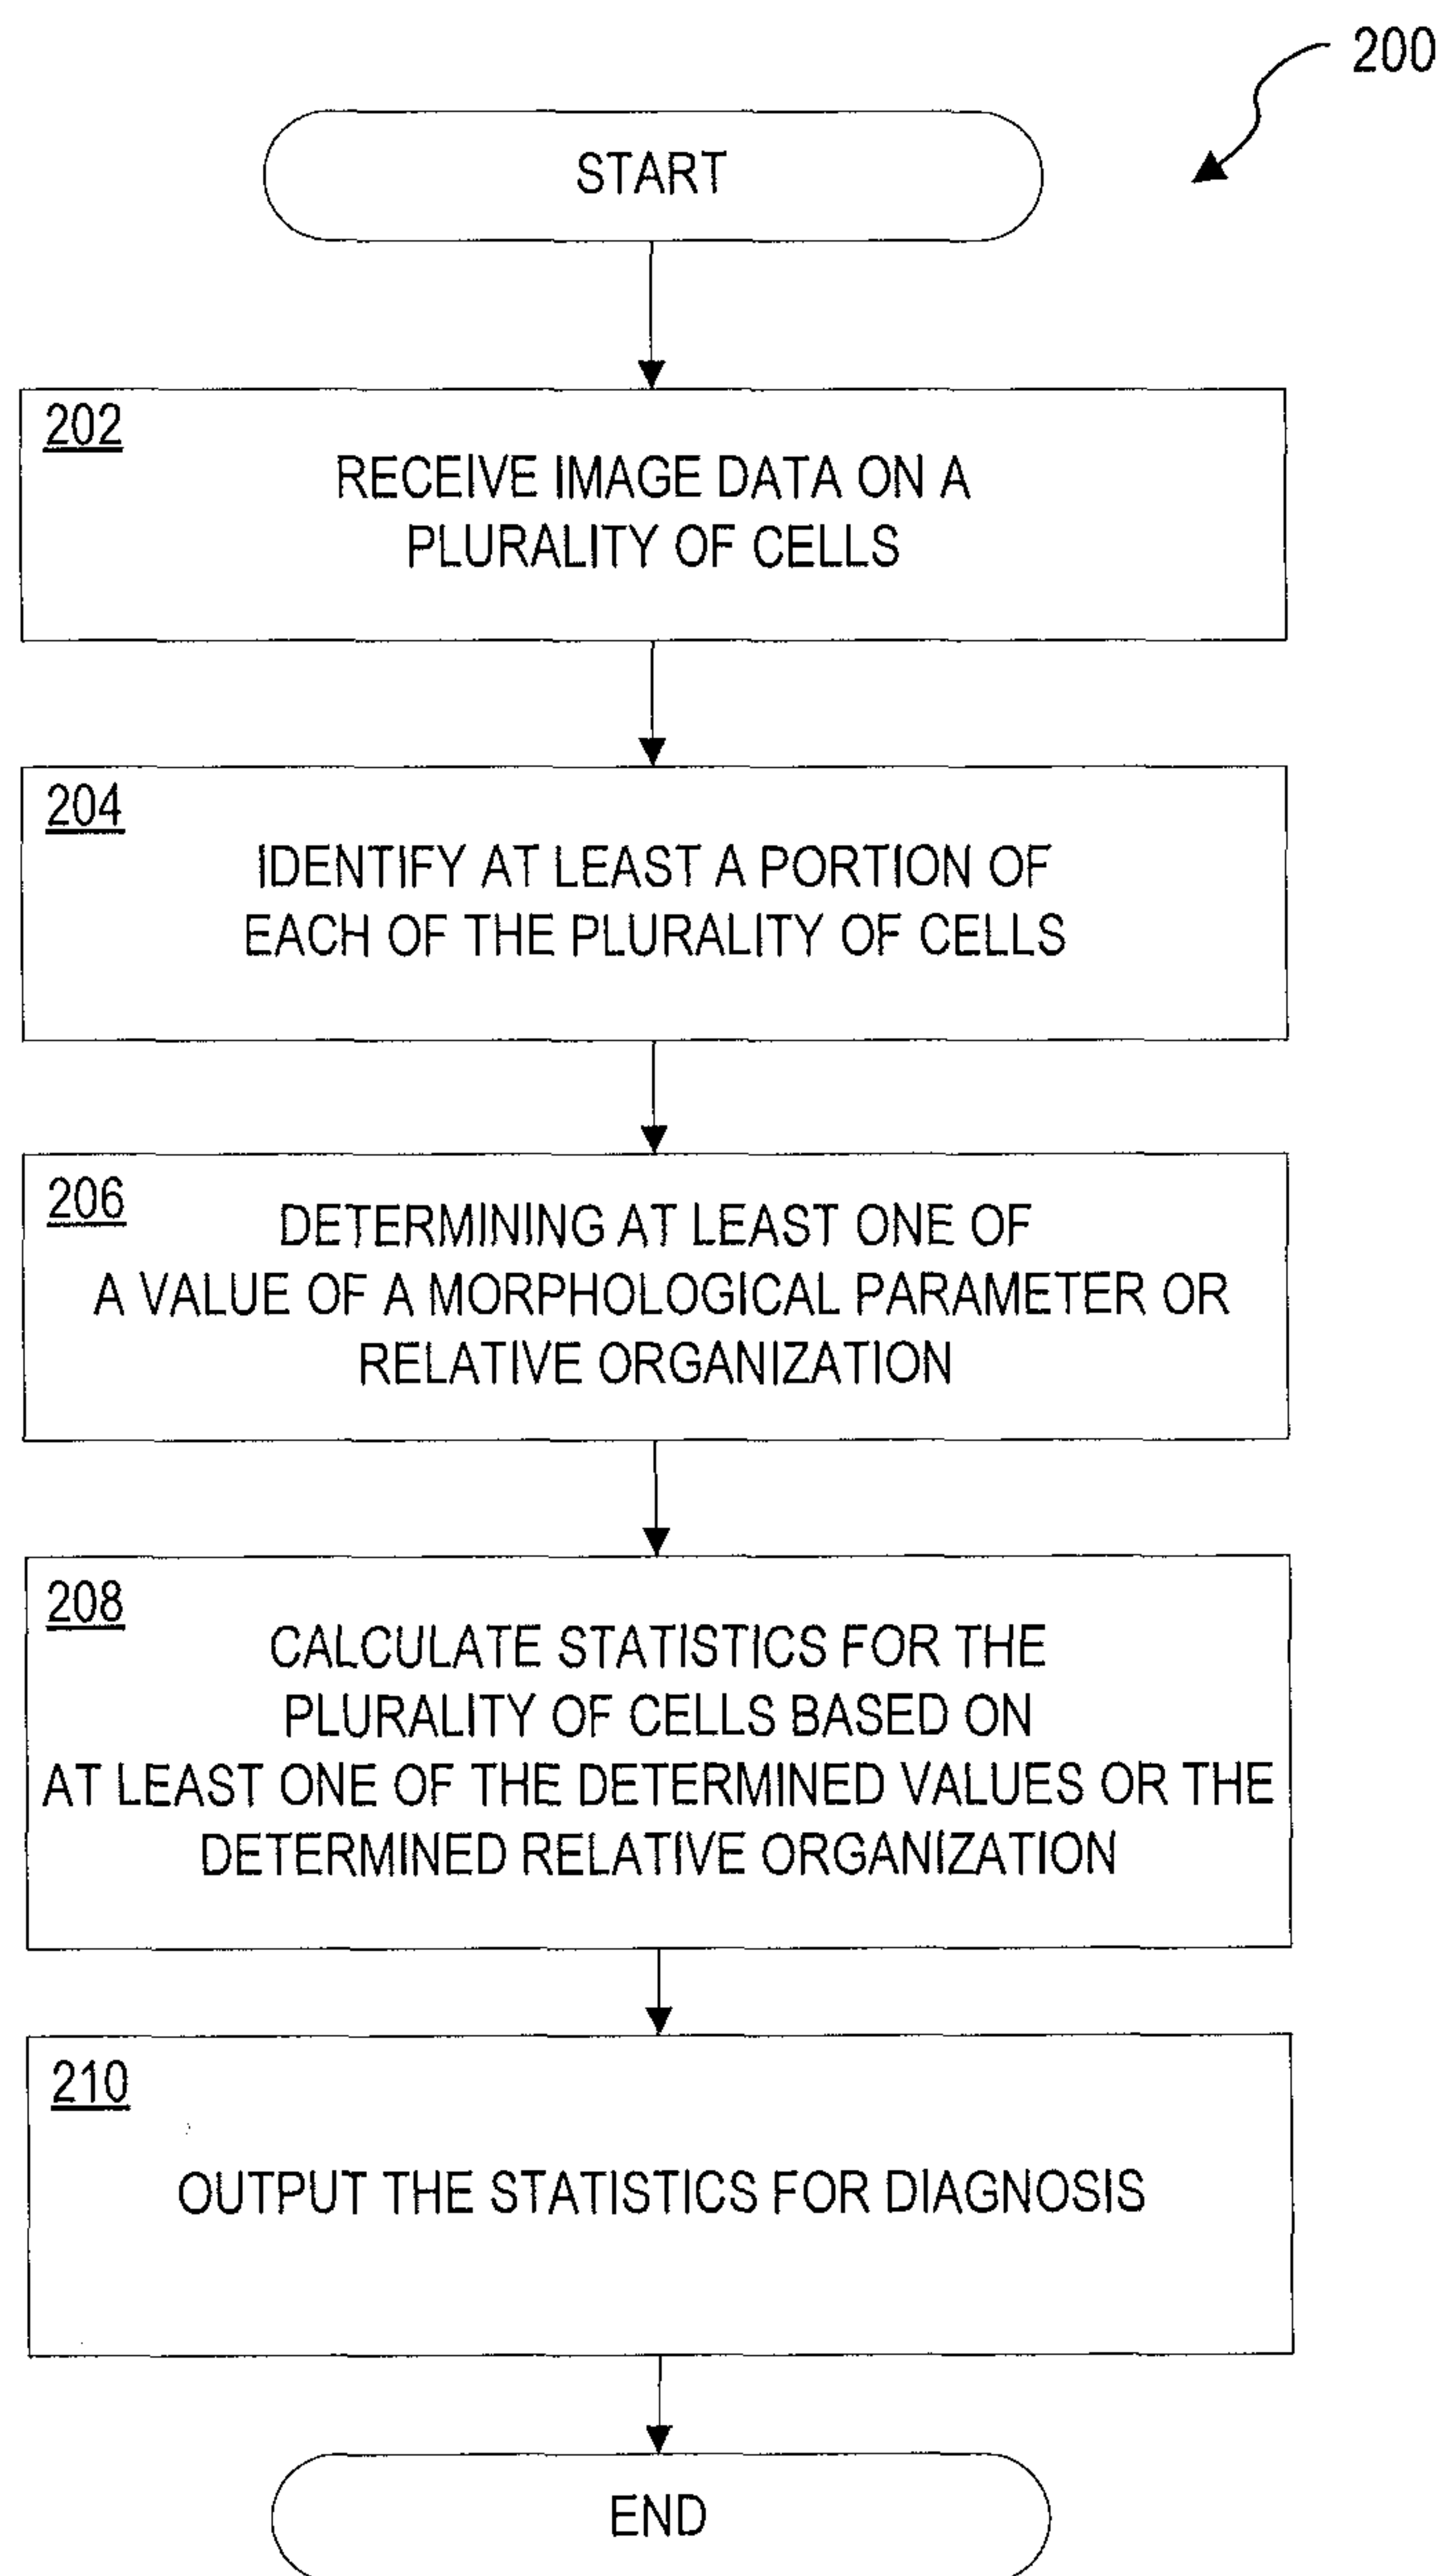 200
START
202
RECEIVE IMAGE DATA ON A
PLURALITY OF CELLS
204
IDENTIFY AT LEAST A PORTION OF
EACH OF THE PLURALITY OF CELLS
206
DETERMINING AT LEAST ONE OF
A VALUE OF A MORPHOLOGICAL PARAMETER OR
RELATIVE ORGANIZATION
208
CALCULATE STATISTICS FOR THE
PLURALITY OF CELLS BASED ON
AT LEAST ONE OF THE DETERMINED VALUES OR THE
DETERMINED RELATIVE ORGANIZATION
210
OUTPUT THE STATISTICS FOR DIAGNOSIS
END